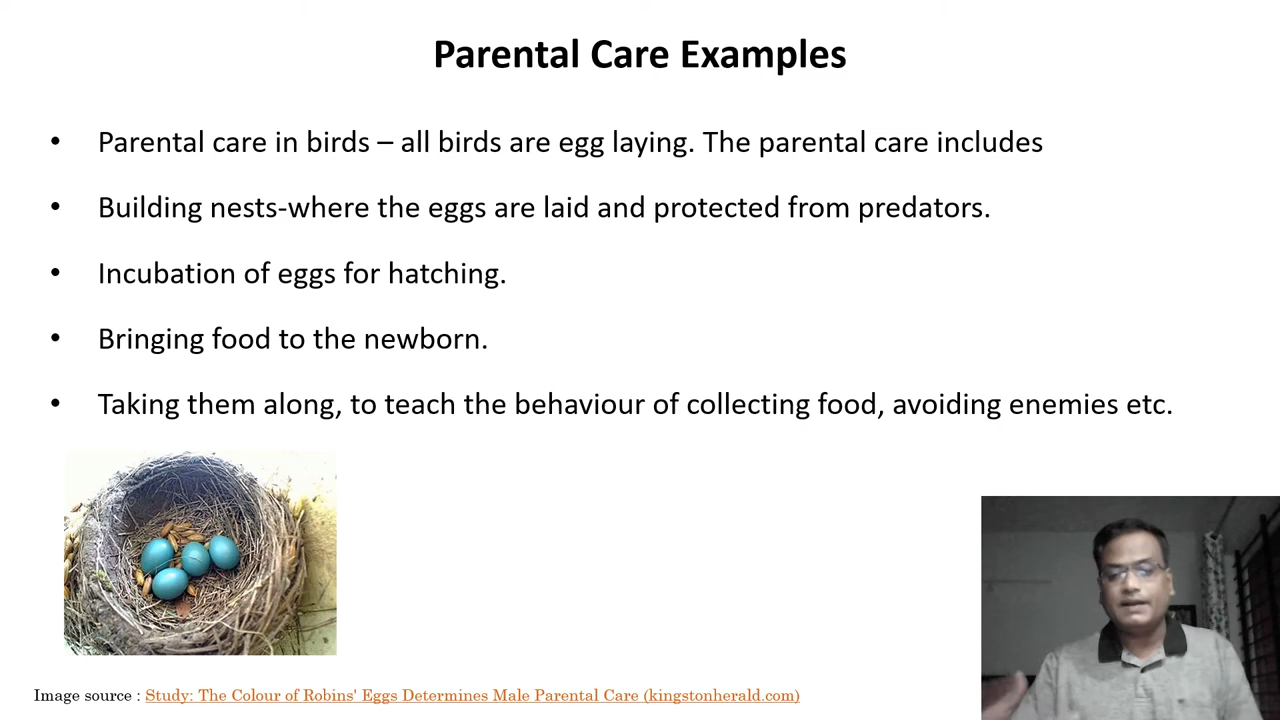 Parental Care Examples
• Parental care in birds – all birds are egg laying. The parental care includes
• Building nests-where the eggs are laid and protected from predators.
• Incubation of eggs for hatching.
• Bringing food to the newborn.
• Taking them along, to teach the behaviour of collecting food, avoiding enemies etc.
Image source : Study: The Colour of Robins' Eggs Determines Male Parental Care (kingstonherald.com)